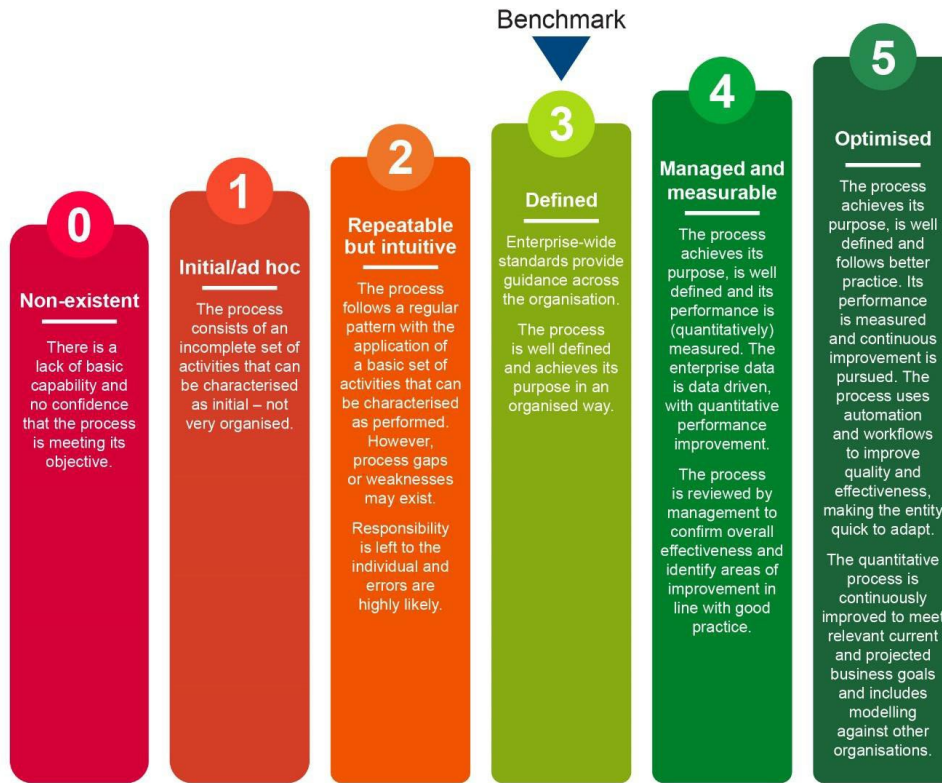 Benchmark
0
Non-existent
There is a
lack of basic
capability and
no confidence
that the process
is meeting its
objective.
1
Initial/ad hoc
The process
consists of an
incomplete set of
activities that can
be characterised
as initial – not
very organised.
2
Repeatable
but intuitive
The process
follows a regular
pattern with the
application of
a basic set of
activities that can
be characterised
as performed.
However,
process gaps
or weaknesses
may exist.
Responsibility
is left to the
individual and
errors are
highly likely.
3
Defined
Enterprise-wide
standards provide
guidance across
the organisation.
The process
is well defined
and achieves its
purpose in an
organised way.
4
Managed and
measurable
The process
achieves its
purpose, is well
defined and its
performance is
(quantitatively)
measured. The
enterprise data
is data driven,
with quantitative
performance
improvement.
The process
is reviewed by
management to
confirm overall
effectiveness and
identify areas of
improvement in
line with good
practice.
5
Optimised
The process
achieves its
purpose, is well
defined and
follows better
practice. Its
performance
is measured
and continuous
improvement is
pursued. The
process uses
automation
and workflows
to improve
quality and
effectiveness,
making the entity
quick to adapt.
The quantitative
process is
continuously
improved to meet
relevant current
and projected
business goals
and includes
modelling
against other
organisations.